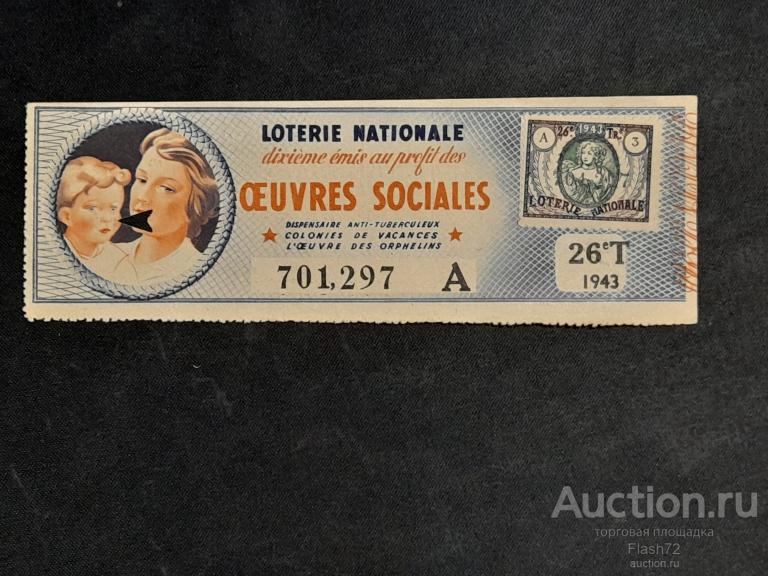 LOTERIE NATIONALE
dixième émis au profit des
ŒUVRES SOCIALES
DISPENSAIRE ANTI-TUBERCULEUX
COLONIES DE VACANCES
L'ŒUVRE DES ORPHELINS
701,297 A
A 26e 1943 TR. 3
LOTERIE NATIONALE
26eT
1943
Auction.ru
торговая площадка
Flash72
auction.ru